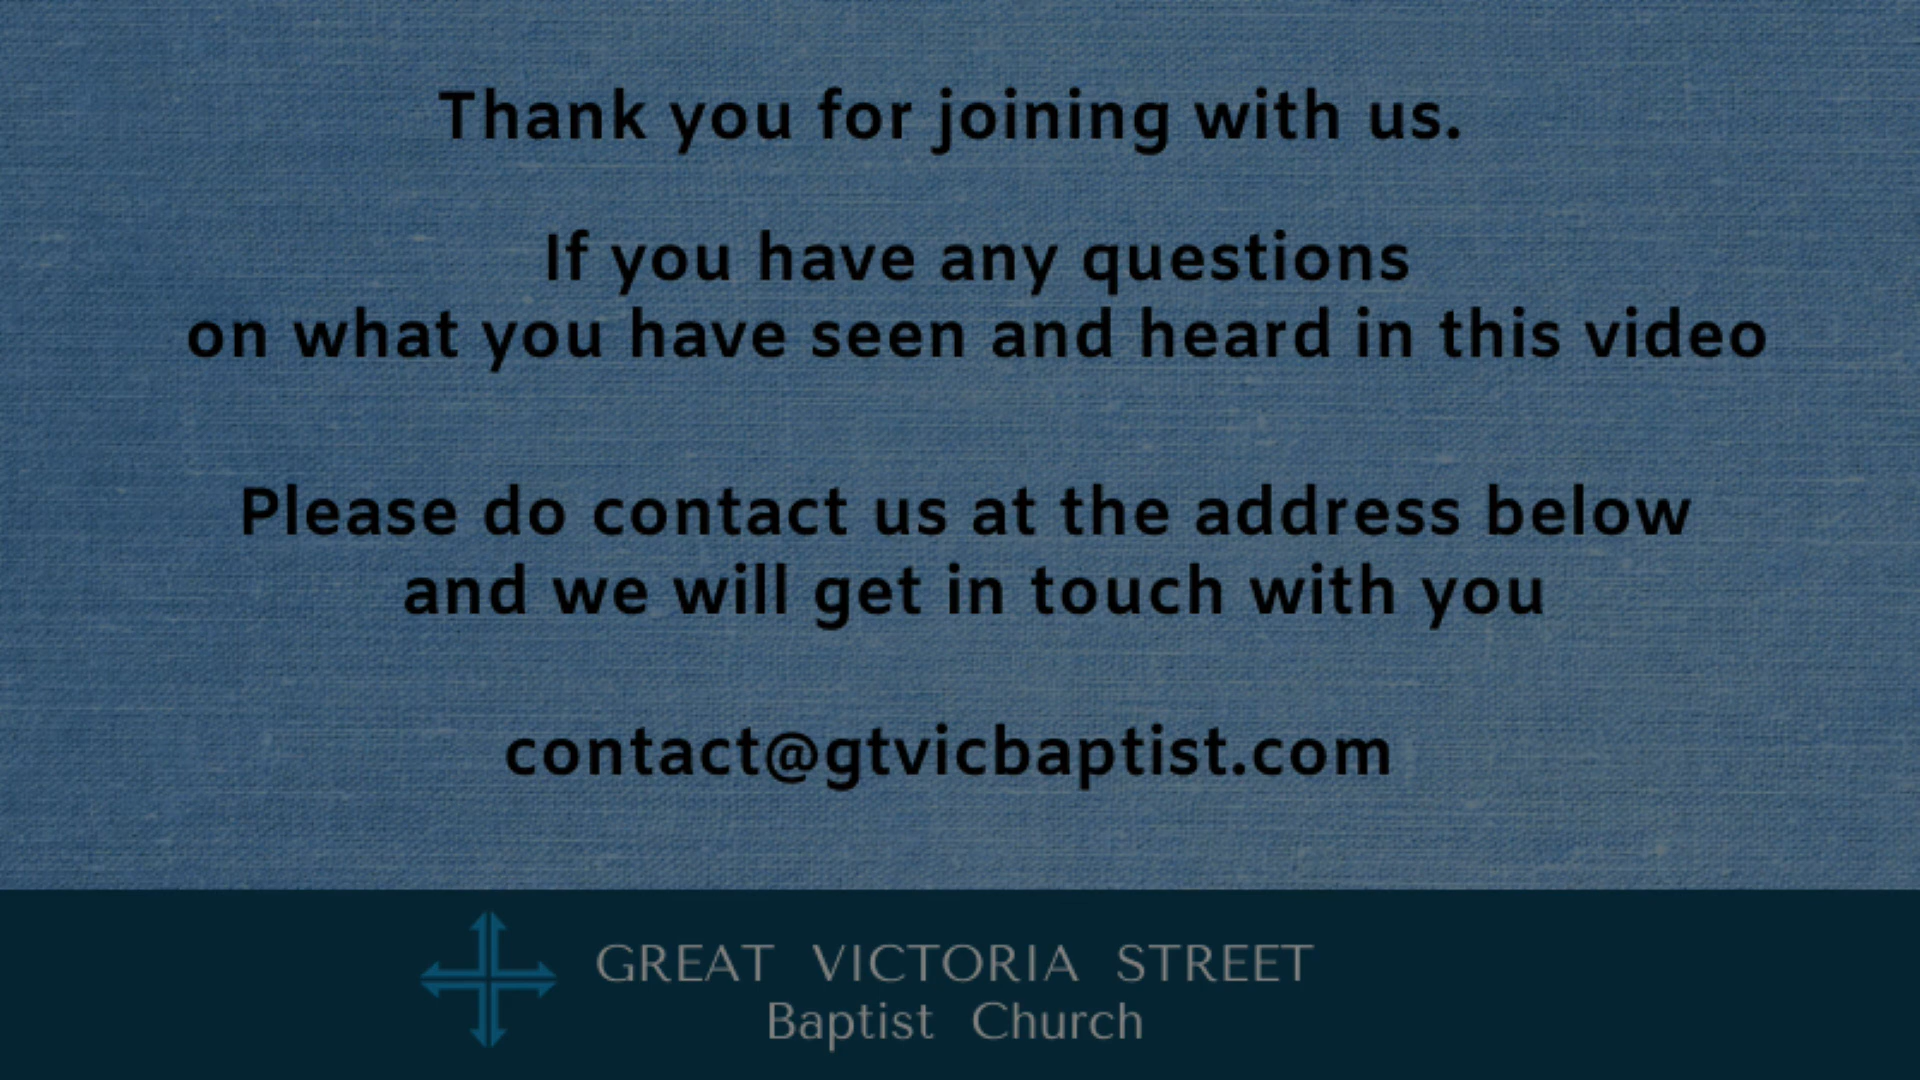 Thank you for joining with us.
If you have any questions
on what you have seen and heard in this video
Please do contact us at the address below
and we will get in touch with you
contact@gtvicbaptist.com
GREAT VICTORIA STREET
Baptist Church